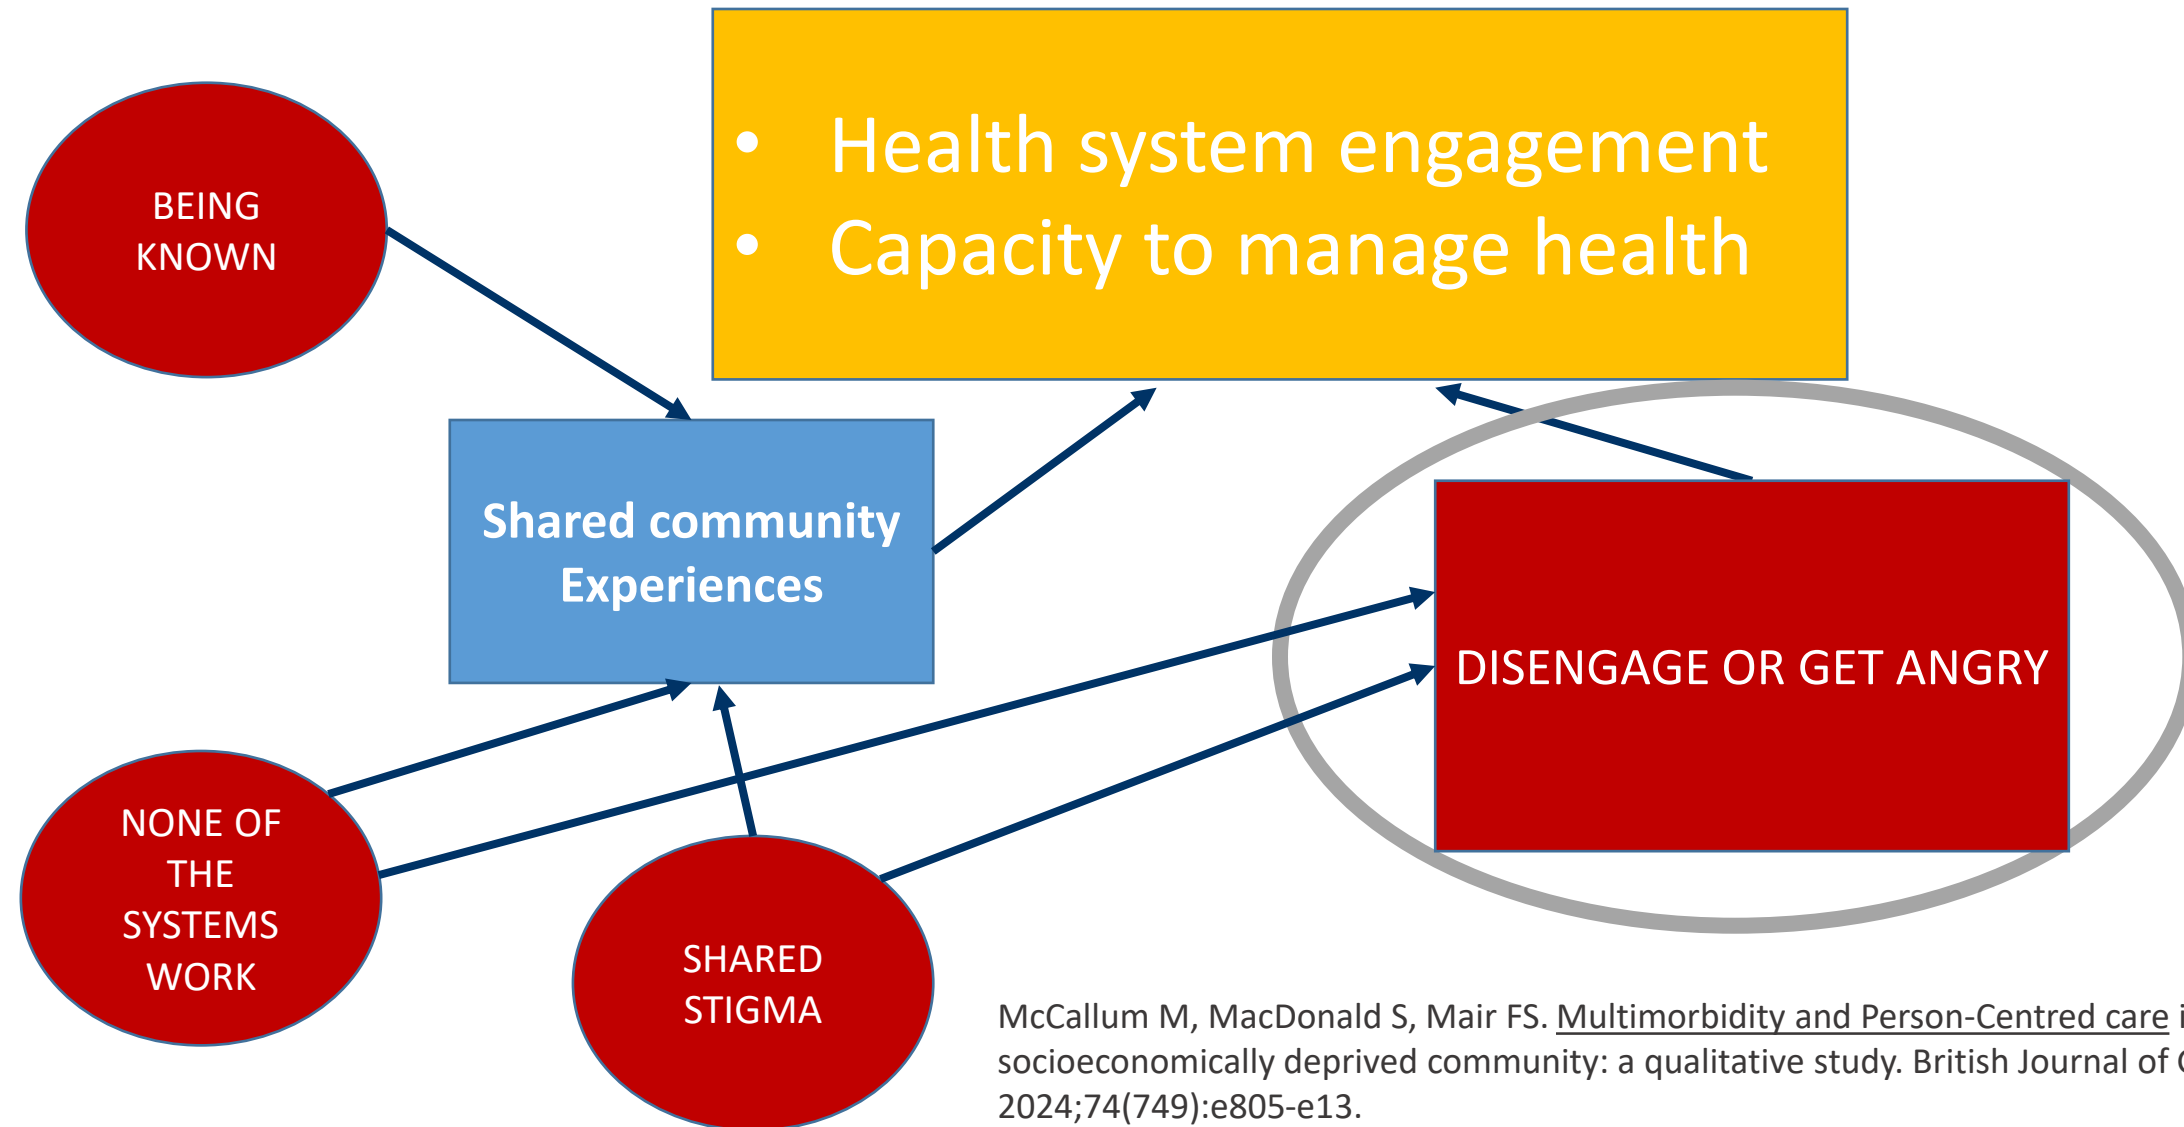 BEING
KNOWN
• Health system engagement
• Capacity to manage health
Shared community
Experiences
DISENGAGE OR GET ANGRY
NONE OF
THE
SYSTEMS
WORK
SHARED
STIGMA
McCallum M, MacDonald S, Mair FS. Multimorbidity and Person-Centred care
socioeconomically deprived community: a qualitative study. British Journal of
2024;74(749):e805-e13.